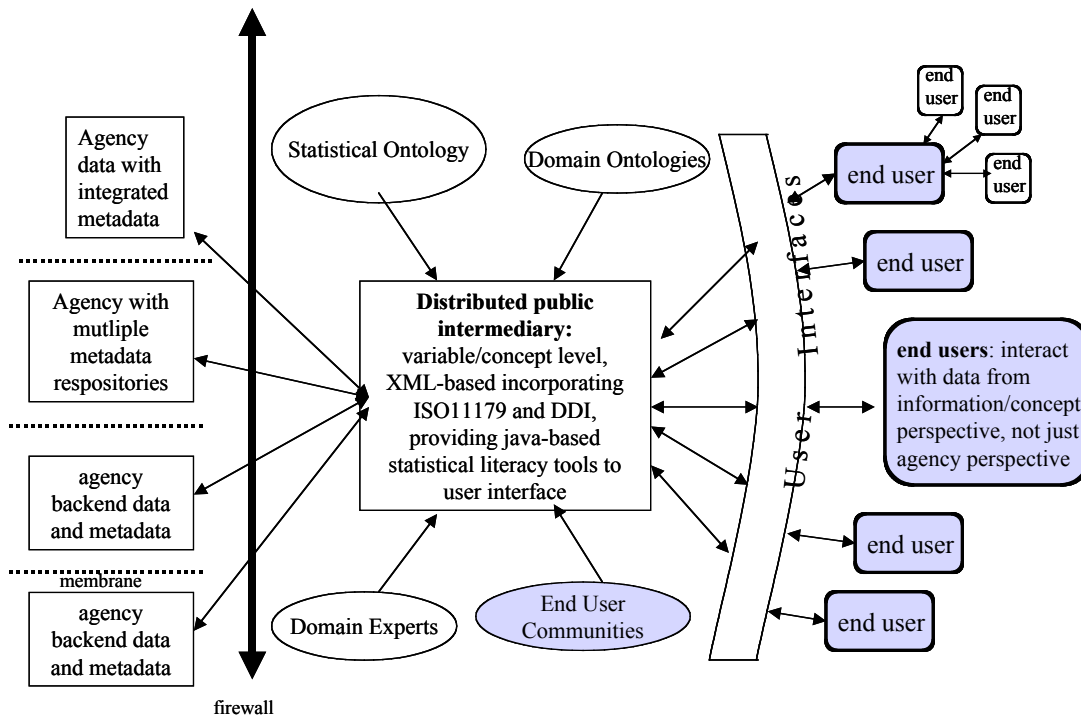 Agency
data with
integrated
metadata
Agency with
mutliple
metadata
respositories
agency
backend data
and metadata
membrane
agency
backend data
and metadata
firewall
Statistical Ontology
Domain Ontologies
Distributed public
intermediary:
variable/concept level,
XML-based incorporating
ISO11179 and DDI,
providing java-based
statistical literacy tools to
user interface
Domain Experts
End User
Communities
User Interfaces
end
user
end
user
end
user
end user
end user
end users: interact
with data from
information/concept
perspective, not just
agency perspective
end user
end user